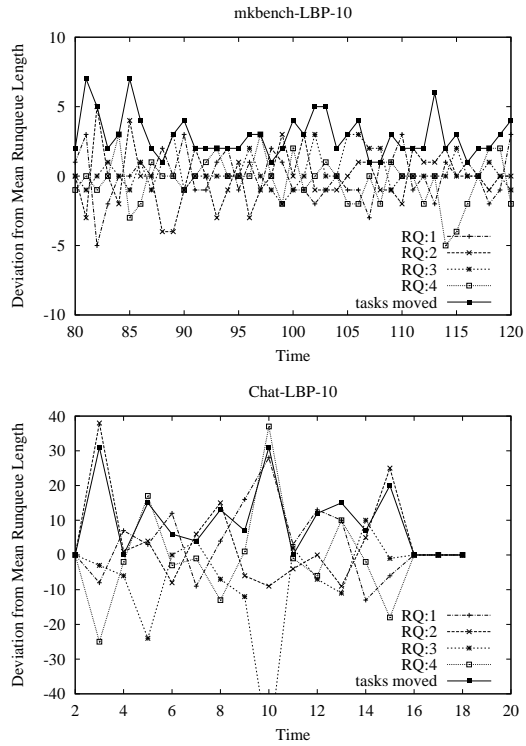 mkbench-LBP-10
10
5
0
-5
-10
Deviation from Mean Runqueue Length
RQ:1
RQ:2
RQ:3
RQ:4
tasks moved
80 85 90 95 100 105 110 115 120
Time
Chat-LBP-10
40
30
20
10
0
-10
-20
-30
-40
Deviation from Mean Runqueue Length
RQ:1
RQ:2
RQ:3
RQ:4
tasks moved
2 4 6 8 10 12 14 16 18 20
Time